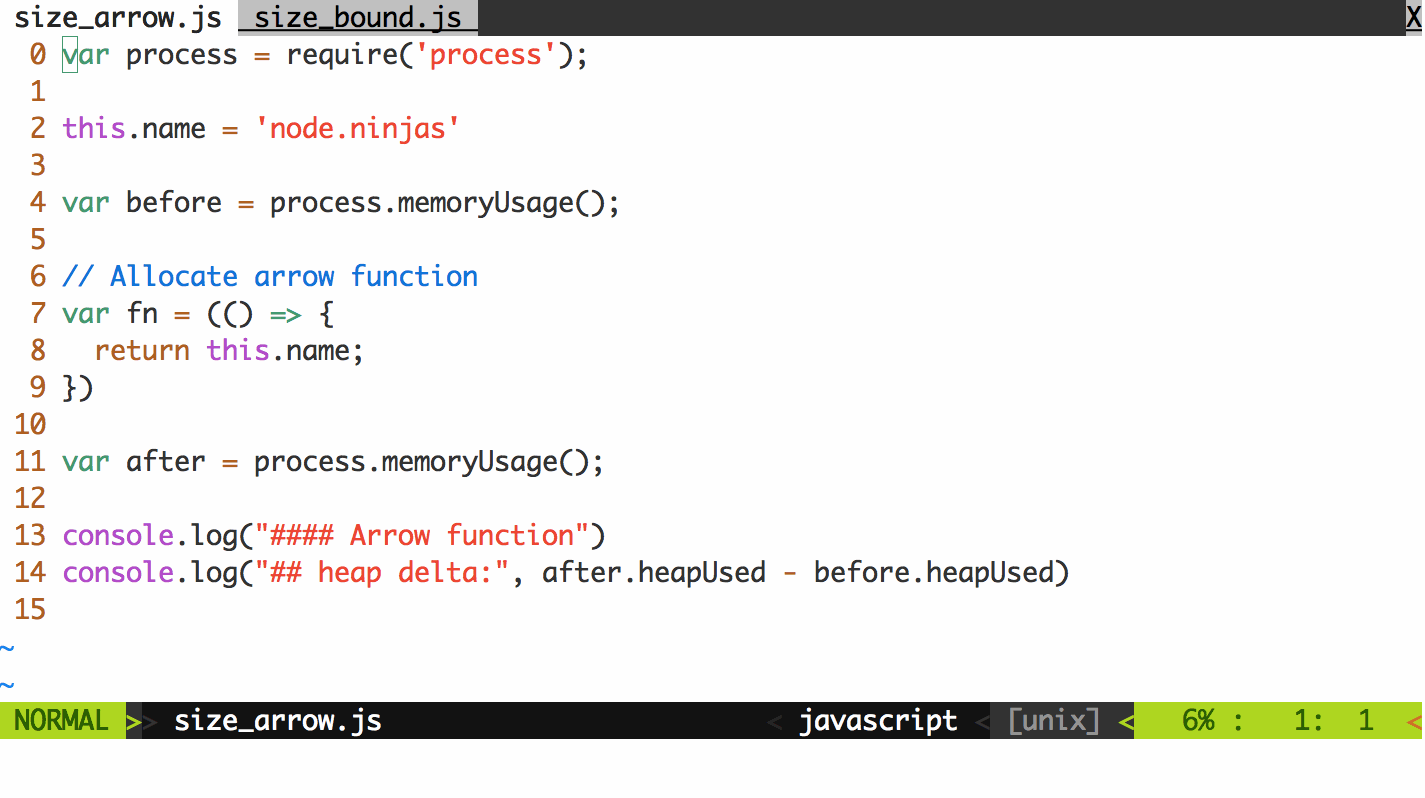 size_arrow.js size_bound.js X
0 var process = require('process');
1
2 this.name = 'node.ninjas'
3
4 var before = process.memoryUsage();
5
6 // Allocate arrow function
7 var fn = (() => {
8   return this.name;
9 })
10
11 var after = process.memoryUsage();
12
13 console.log("#### Arrow function")
14 console.log("## heap delta:", after.heapUsed - before.heapUsed)
15
~
~
NORMAL >> size_arrow.js < javascript < [unix] < 6% : 1: 1 <